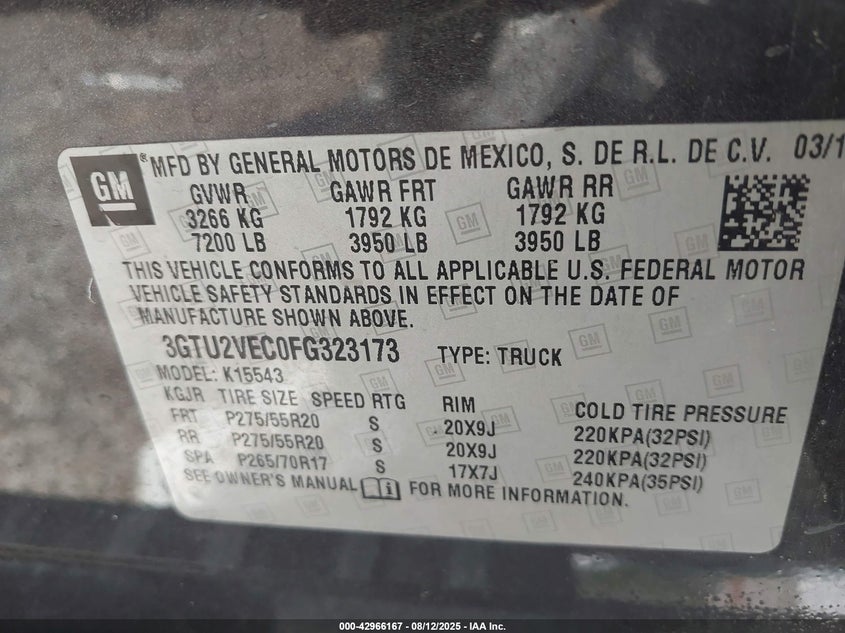 GM ® MFD BY GENERAL MOTORS DE MEXICO, S. DE R.L. DE C.V. 03/1
GVWR GAWR FRT GAWR RR
3266 KG 1792 KG 1792 KG
7200 LB 3950 LB 3950 LB
THIS VEHICLE CONFORMS TO ALL APPLICABLE U.S. FEDERAL MOTOR
VEHICLE SAFETY STANDARDS IN EFFECT ON THE DATE OF
MANUFACTURE SHOWN ABOVE.
3GTU2VEC0FG323173 TYPE: TRUCK
MODEL: K15543
KGJR TIRE SIZE SPEED RTG RIM COLD TIRE PRESSURE
FRT P275/55R20 S 20X9J 220KPA(32PSI)
RR P275/55R20 S 20X9J 220KPA(32PSI)
SPA P265/70R17 S 17X7J 240KPA(35PSI)
SEE OWNER'S MANUAL FOR MORE INFORMATION.
000-42966167 - 08/12/2025 - IAA Inc.